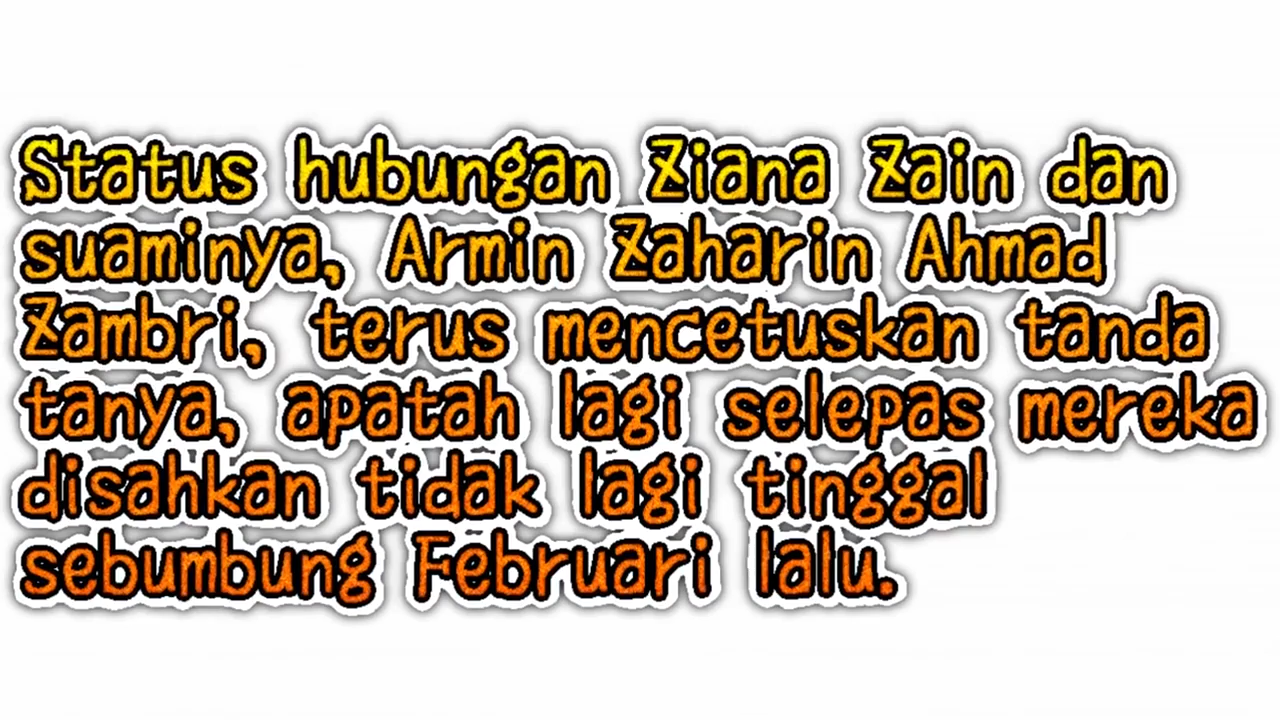 Status hubungan Ziana Zain dan
suaminya, Armin Zaharin Ahmad
Zambri, terus mencetuskan tanda
tanya, apatah lagi selepas mereka
disahkan tidak lagi tinggal
sebumbung Februari lalu.